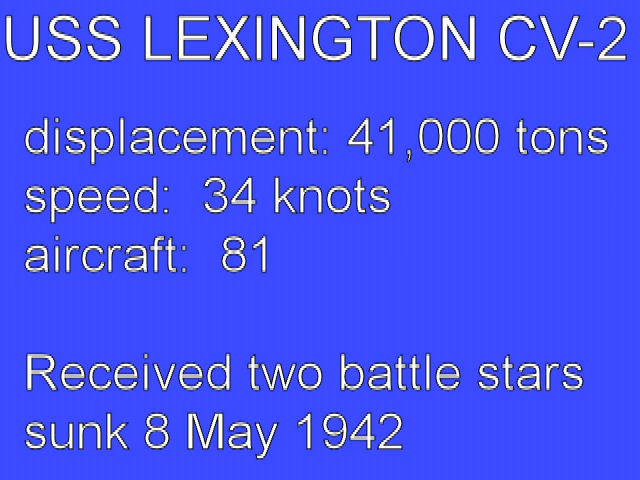 USS LEXINGTON CV-2
displacement: 41,000 tons
speed: 34 knots
aircraft: 81
Received two battle stars
sunk 8 May 1942